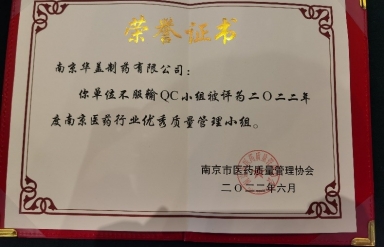 荣誉证书
南京华盖制药有限公司：
你单位不服输QC小组被评为二〇二二年
度南京医药行业优秀质量管理小组。
南京市医药质量管理协会
二〇二二年六月